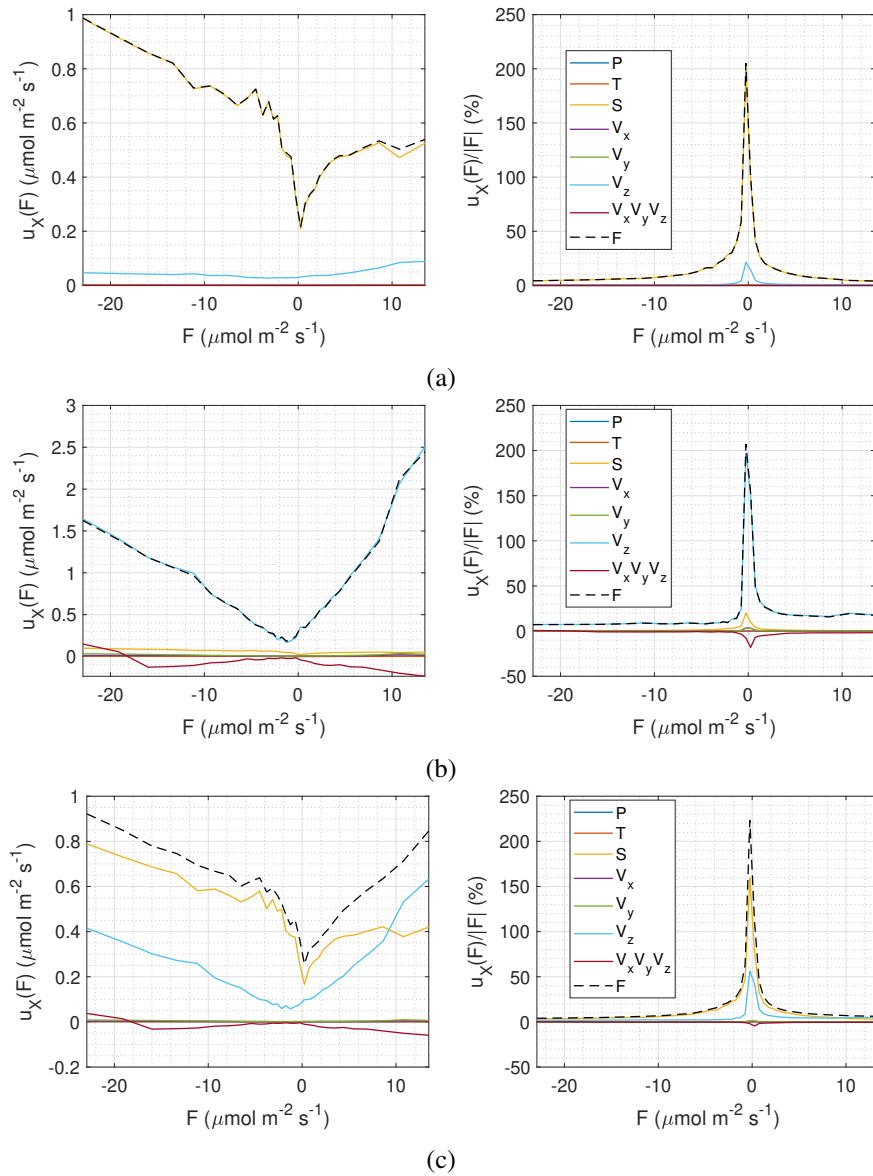 1
0.8
0.6
0.4
0.2
0
-20 -10 0 10
u_X(F) (μmol m⁻² s⁻¹)
F (μmol m⁻² s⁻¹)
250
200
150
100
50
0
-20 -10 0 10
u_X(F)/|F| (%)
F (μmol m⁻² s⁻¹)
P
T
S
V_x
V_y
V_z
V_xV_yV_z
F
(a)
3
2.5
2
1.5
1
0.5
0
-20 -10 0 10
u_X(F) (μmol m⁻² s⁻¹)
F (μmol m⁻² s⁻¹)
250
200
150
100
50
0
-50
-20 -10 0 10
u_X(F)/|F| (%)
F (μmol m⁻² s⁻¹)
P
T
S
V_x
V_y
V_z
V_xV_yV_z
F
(b)
1
0.8
0.6
0.4
0.2
0
-0.2
-20 -10 0 10
u_X(F) (μmol m⁻² s⁻¹)
F (μmol m⁻² s⁻¹)
250
200
150
100
50
0
-50
-20 -10 0 10
u_X(F)/|F| (%)
F (μmol m⁻² s⁻¹)
P
T
S
V_x
V_y
V_z
V_xV_yV_z
F
(c)